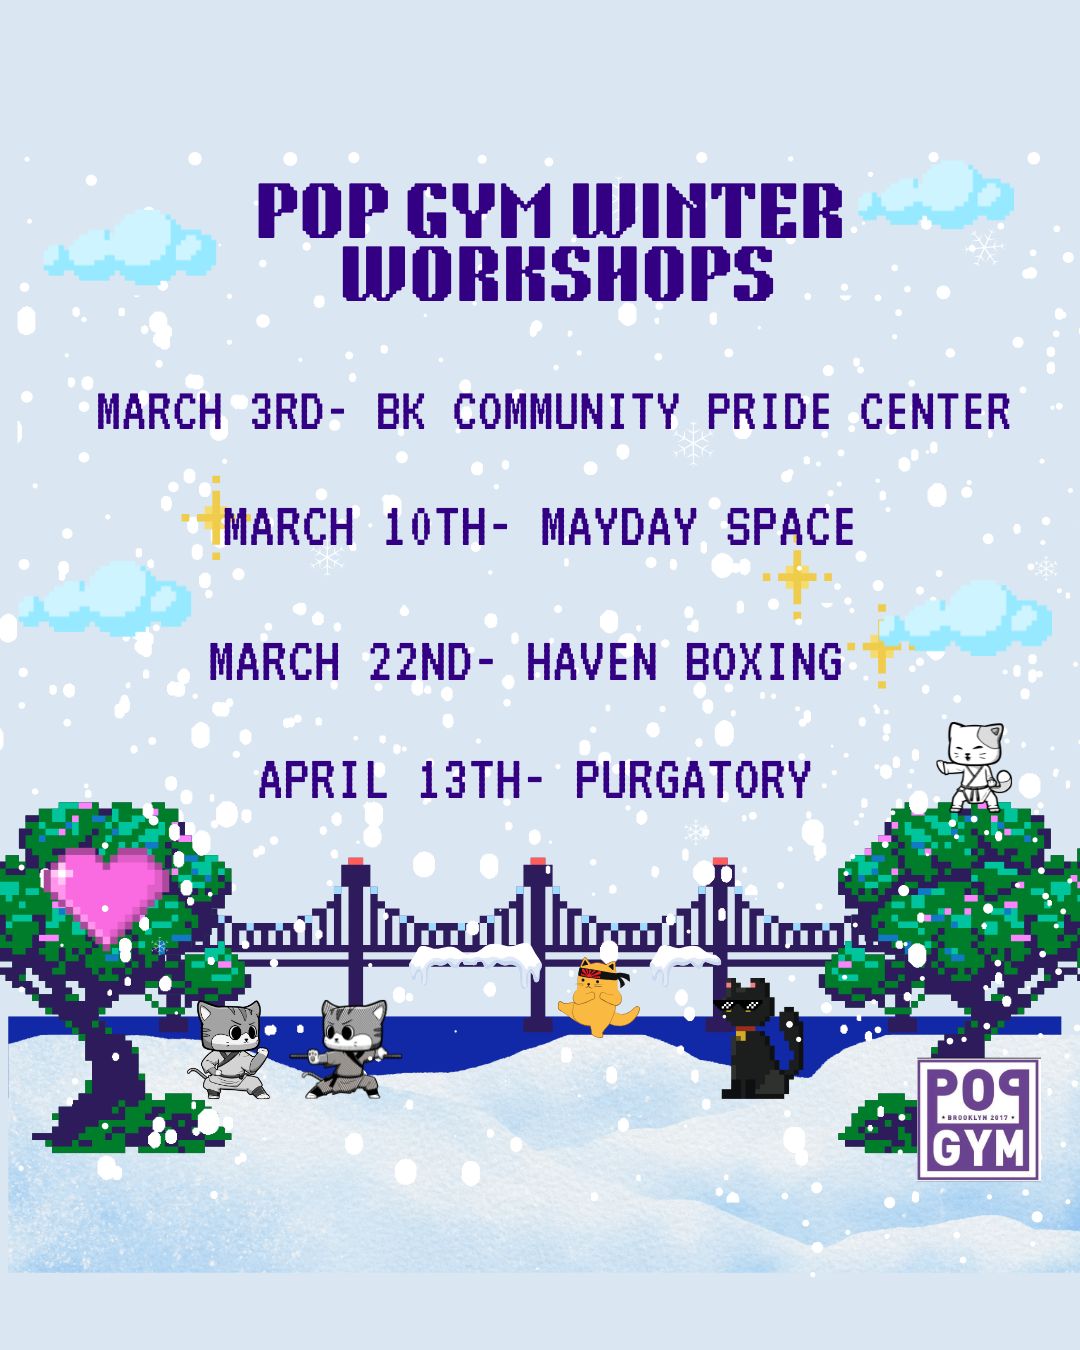 POP GYM WINTER
WORKSHOPS
MARCH 3RD- BK COMMUNITY PRIDE CENTER
MARCH 10TH- MAYDAY SPACE
MARCH 22ND- HAVEN BOXING
APRIL 13TH- PURGATORY
POP
• BROOKLYN 2017 •
GYM